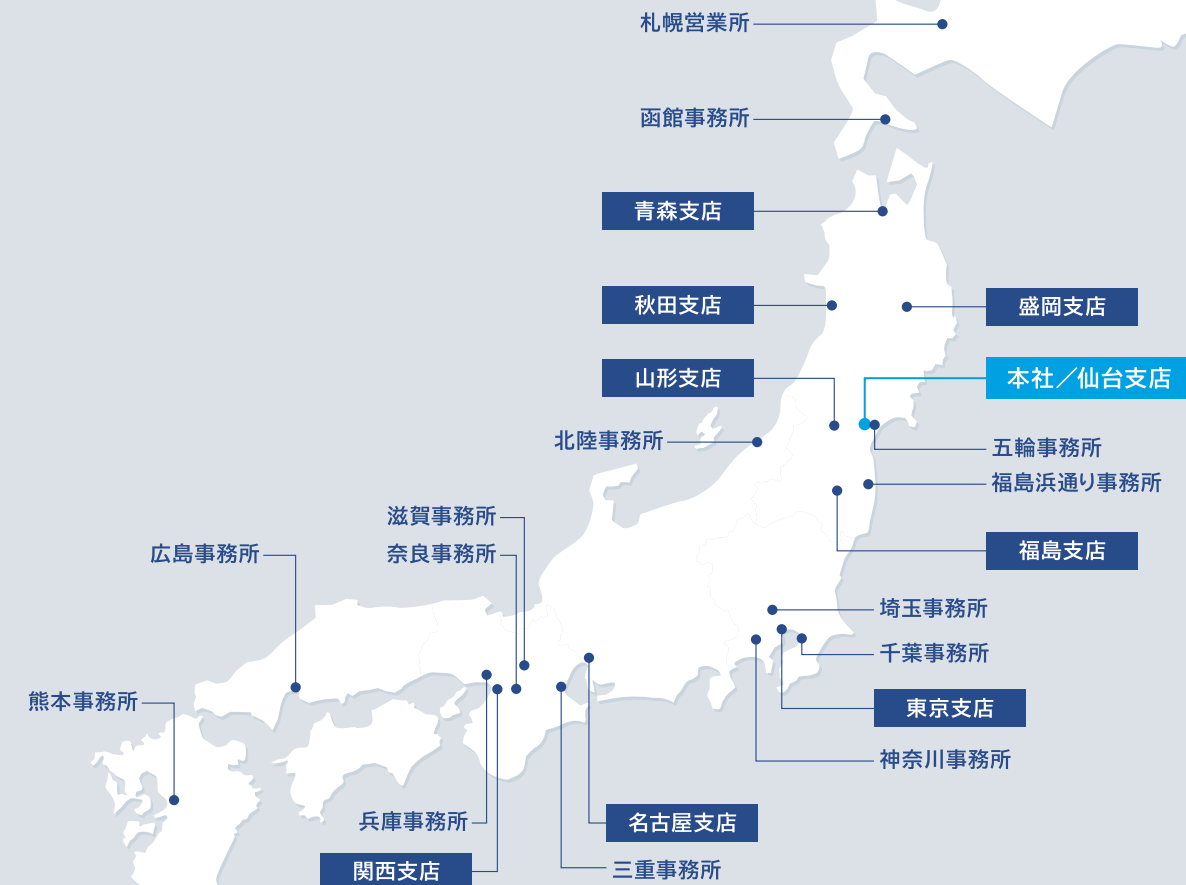 札幌営業所
函館事務所
青森支店
秋田支店
盛岡支店
山形支店
本社／仙台支店
北陸事務所
五輪事務所
福島浜通り事務所
滋賀事務所
広島事務所
奈良事務所
福島支店
埼玉事務所
千葉事務所
熊本事務所
東京支店
神奈川事務所
兵庫事務所
名古屋支店
関西支店
三重事務所